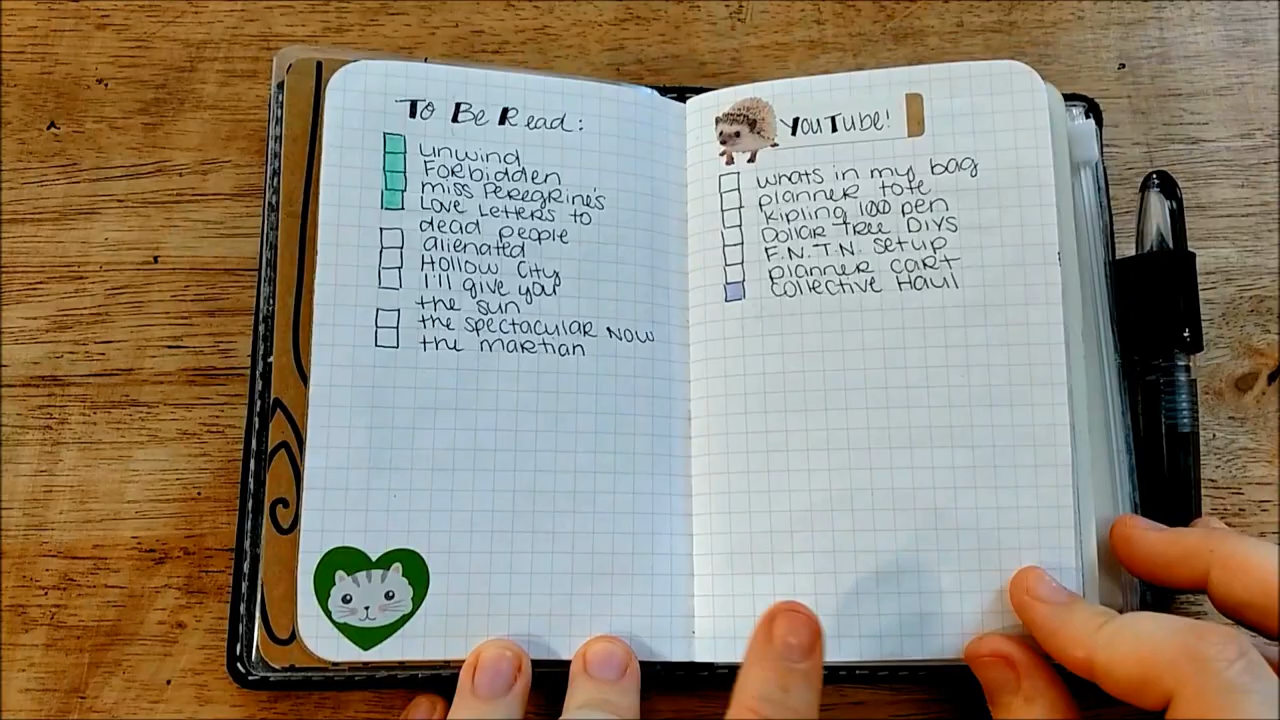 To Be Read:
unwind
Forbidden
miss Peregrine's
Love Letters to
dead people
alienated
Hollow City
I'll give you
the sun
the spectacular now
the martian
YouTube!
whats in my bag
planner tote
Kipling 100 pen
Dollar Tree DIYS
F.N.T.N. setup
planner cart
Collective Haul